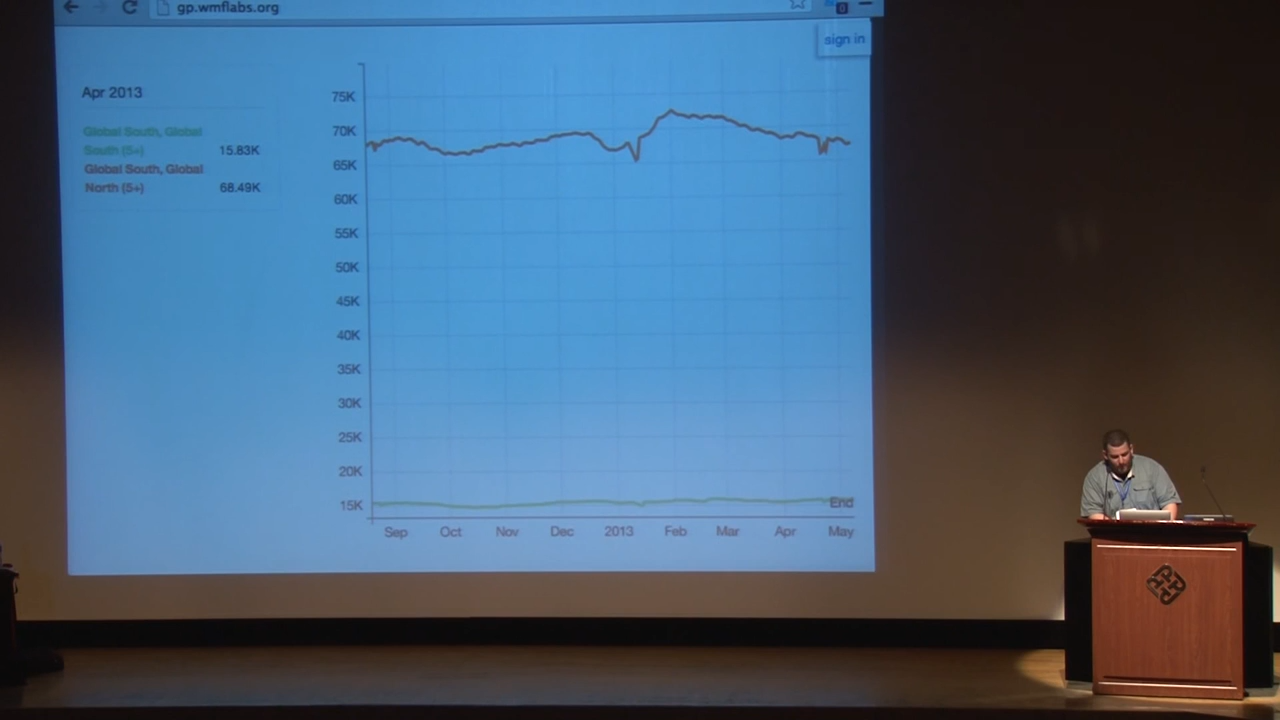 gp.wmflabs.org
0
sign in
Apr 2013
Global South, Global
South (5+) 15.83K
Global South, Global
North (5+) 68.49K
75K
70K
65K
60K
55K
50K
45K
40K
35K
30K
25K
20K
15K
End
Sep Oct Nov Dec 2013 Feb Mar Apr May